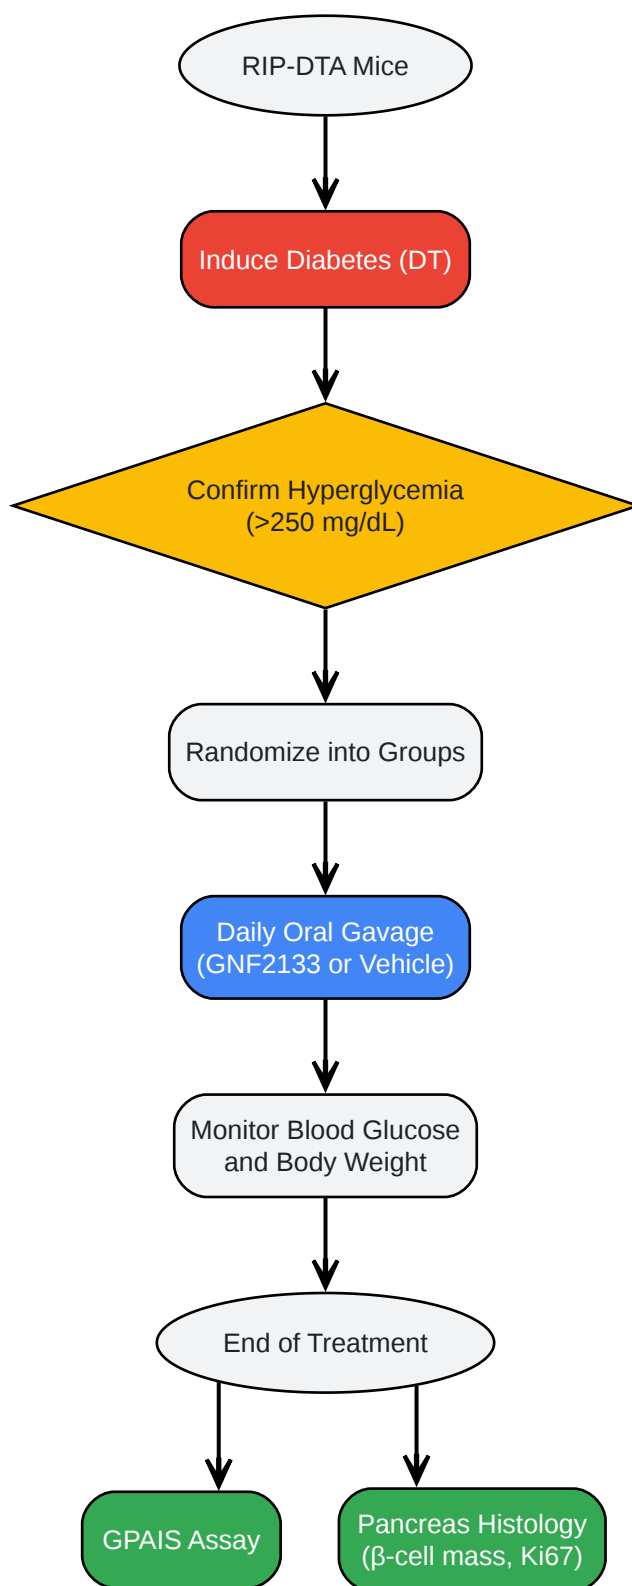 RIP-DTA Mice
Induce Diabetes (DT)
Confirm Hyperglycemia
(>250 mg/dL)
Randomize into Groups
Daily Oral Gavage
(GNF2133 or Vehicle)
Monitor Blood Glucose
and Body Weight
End of Treatment
GPAIS Assay
Pancreas Histology
(β-cell mass, Ki67)